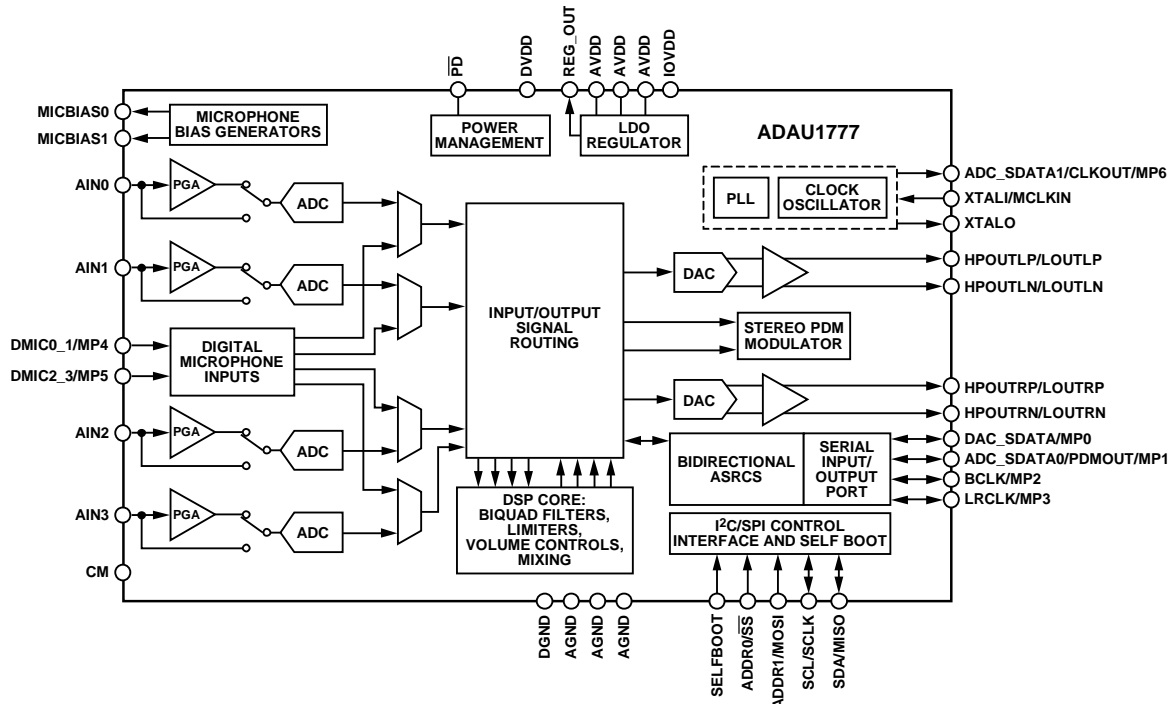 PD
DVDD
REG_OUT
AVDD
AVDD
AVDD
IOVDD
MICBIAS0
MICBIAS1
MICROPHONE
BIAS GENERATORS
POWER
MANAGEMENT
LDO
REGULATOR
ADAU1777
AIN0
PGA
ADC
PLL
CLOCK
OSCILLATOR
ADC_SDATA1/CLKOUT/MP6
XTALI/MCLKIN
XTALO
AIN1
PGA
ADC
DAC
HPOUTLP/LOUTLP
HPOUTLN/LOUTLN
INPUT/OUTPUT
SIGNAL
ROUTING
DMIC0_1/MP4
DMIC2_3/MP5
DIGITAL
MICROPHONE
INPUTS
STEREO PDM
MODULATOR
DAC
HPOUTRP/LOUTRP
HPOUTRN/LOUTRN
AIN2
PGA
ADC
BIDIRECTIONAL
ASRCS
SERIAL
INPUT/
OUTPUT
PORT
DAC_SDATA/MP0
ADC_SDATA0/PDMOUT/MP1
BCLK/MP2
LRCLK/MP3
AIN3
PGA
ADC
DSP CORE:
BIQUAD FILTERS,
LIMITERS,
VOLUME CONTROLS,
MIXING
I²C/SPI CONTROL
INTERFACE AND SELF BOOT
CM
DGND
AGND
AGND
AGND
SELFBOOT
ADDR0/SS
ADDR1/MOSI
SCL/SCLK
SDA/MISO